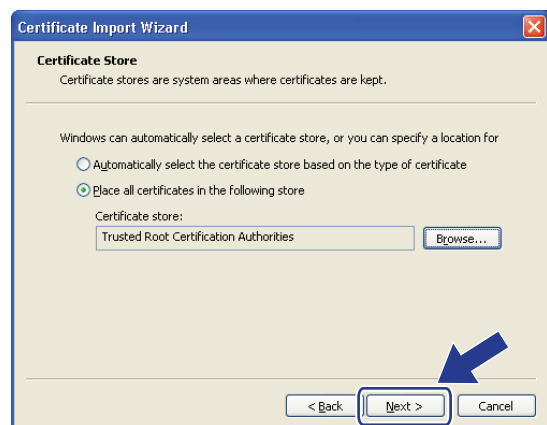 Certificate Import Wizard
Certificate Store
Certificate stores are system areas where certificates are kept.
Windows can automatically select a certificate store, or you can specify a location for
Automatically select the certificate store based on the type of certificate
Place all certificates in the following store
Certificate store:
Trusted Root Certification Authorities
Browse...
< Back
Next >
Cancel